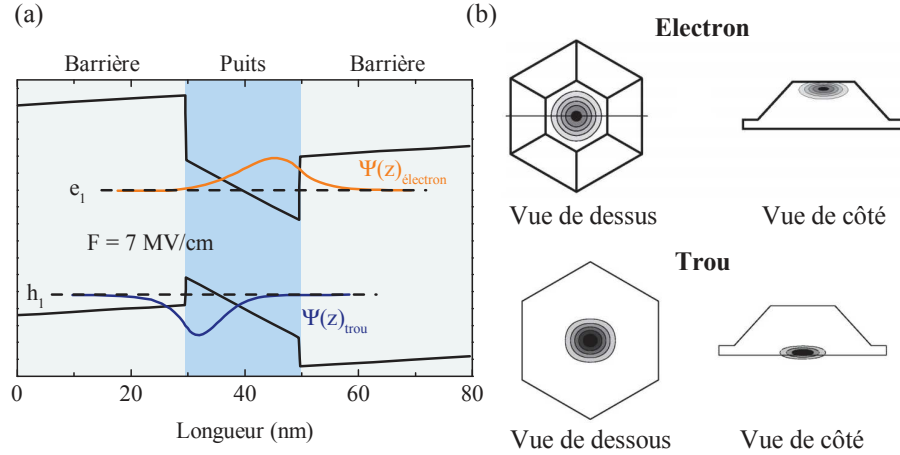 (a)
Barrière Puits Barrière
Ψ(z)électron
e1
F = 7 MV/cm
h1
Ψ(z)trou
0 20 40 60 80
Longueur (nm)
(b)
Electron
Vue de dessus Vue de côté
Trou
Vue de dessous Vue de côté